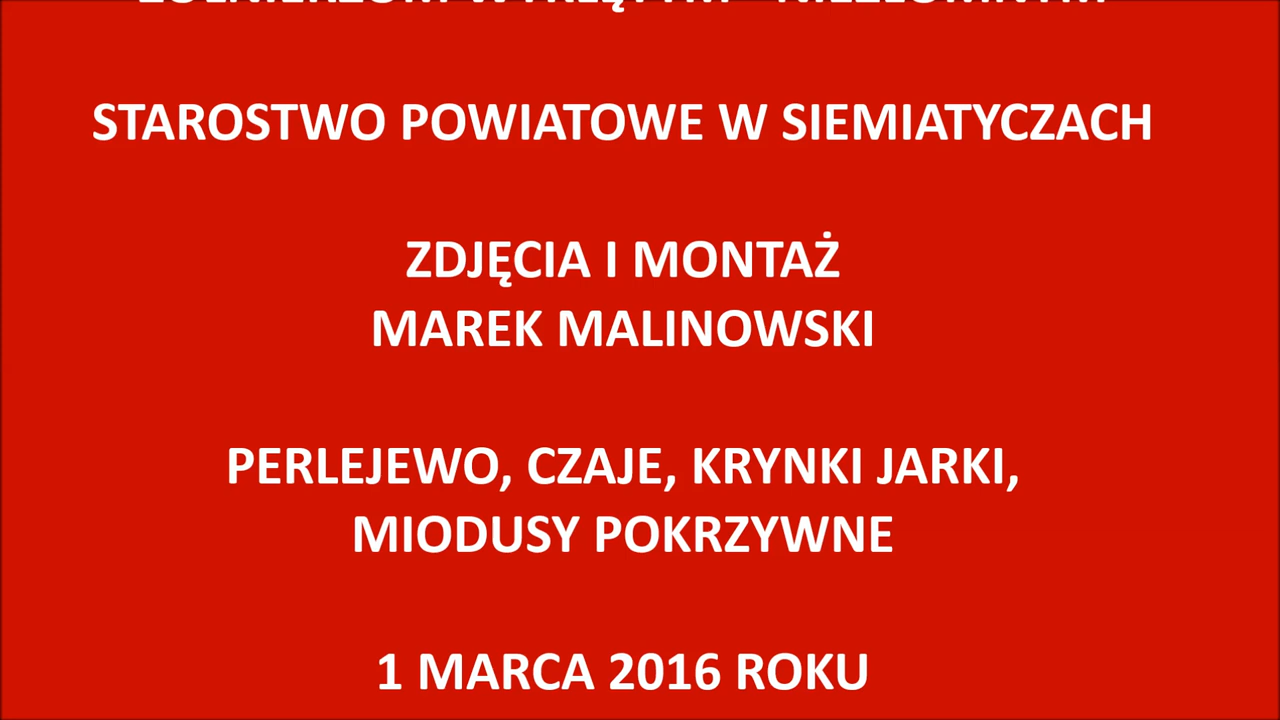 STAROSTWO POWIATOWE W SIEMIATYCZACH
ZDJĘCIA I MONTAŻ
MAREK MALINOWSKI
PERLEJEWO, CZAJE, KRYNKI JARKI,
MIODUSY POKRZYWNE
1 MARCA 2016 ROKU